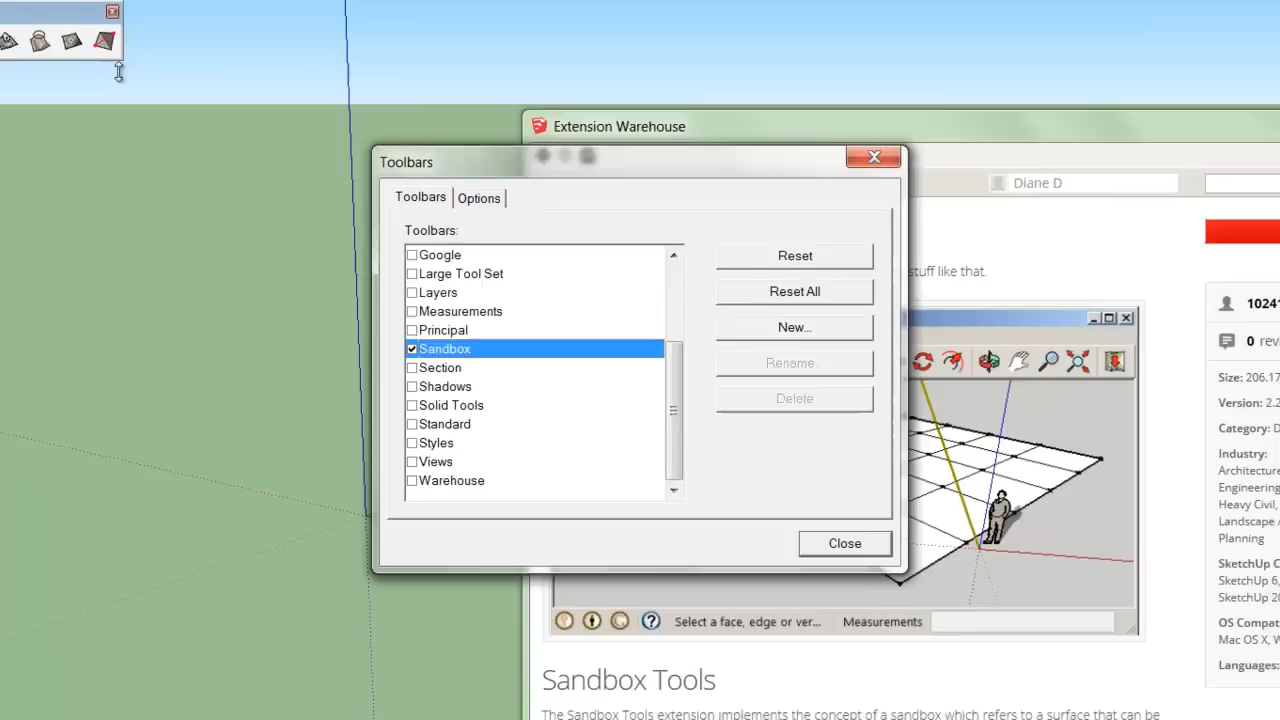 Extension Warehouse
Toolbars
Diane D
Toolbars
Options
Toolbars:
Google
Large Tool Set
Layers
Measurements
Principal
Sandbox
Section
Shadows
Solid Tools
Standard
Styles
Views
Warehouse
Reset
Reset All
New...
Rename...
Delete
Close
stuff like that.
1024
0 revi
Size: 206.17
Version: 2.2
Category: D
Industry:
Architecture
Engineering
Heavy Civil,
Landscape
Planning
SketchUp C
SketchUp 6,
SketchUp 20
OS Compat
Mac OS X, W
Languages:
Select a face, edge or ver... Measurements
Sandbox Tools
The Sandbox Tools extension implements the concept of a sandbox which refers to a surface that can be